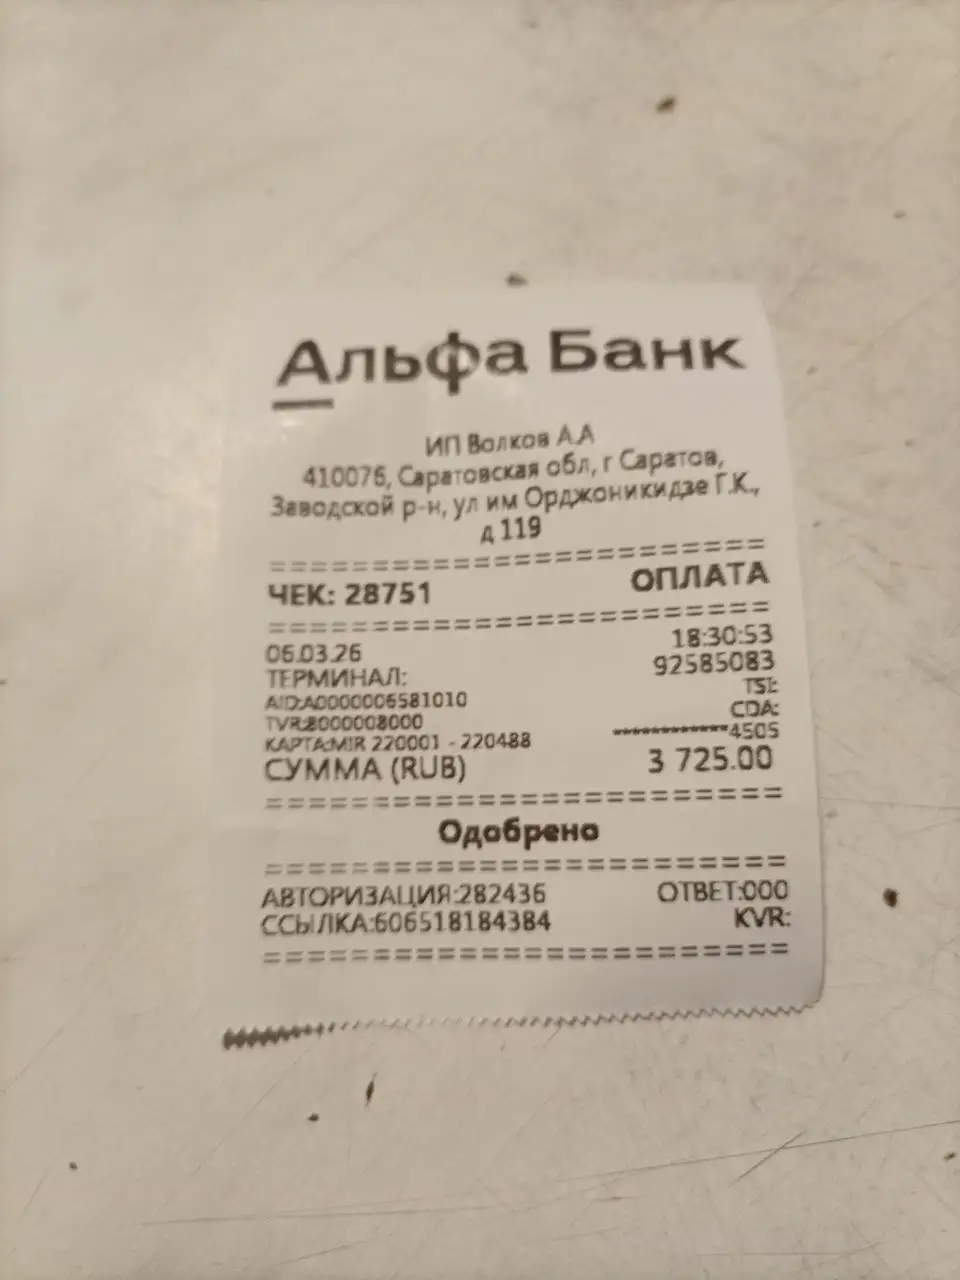 Альфа Банк
ИП Волков А.А
410076, Саратовская обл, г Саратов,
Заводской р-н, ул им Орджоникидзе Г.К.,
д 119
=========================
ЧЕК: 28751 ОПЛАТА
=========================
06.03.26 18:30:53
ТЕРМИНАЛ: 92585083
AID:A0000006581010 TSI:
TVR:8000008000 CDA:
КАРТА:MIR 220001 - 220488 ************4505
СУММА (RUB) 3 725.00
=========================
Одобрено
=========================
АВТОРИЗАЦИЯ:282436 ОТВЕТ:000
ССЫЛКА:606518184384 KVR:
=========================